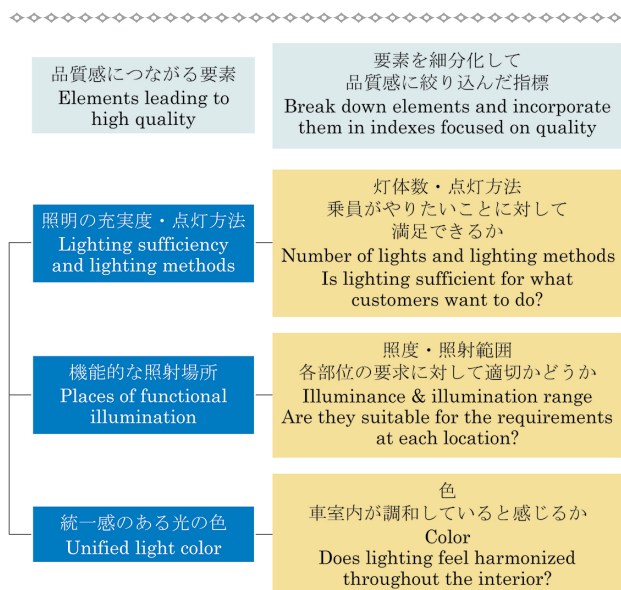 品質感につながる要素
Elements leading to
high quality
要素を細分化して
品質感に絞り込んだ指標
Break down elements and incorporate
them in indexes focused on quality
照明の充実度・点灯方法
Lighting sufficiency
and lighting methods
灯体数・点灯方法
乗員がやりたいことに対して
満足できるか
Number of lights and lighting methods
Is lighting sufficient for what
customers want to do?
機能的な照射場所
Places of functional
illumination
照度・照射範囲
各部位の要求に対して適切かどうか
Illuminance & illumination range
Are they suitable for the requirements
at each location?
統一感のある光の色
Unified light color
色
車室内が調和していると感じるか
Color
Does lighting feel harmonized
throughout the interior?